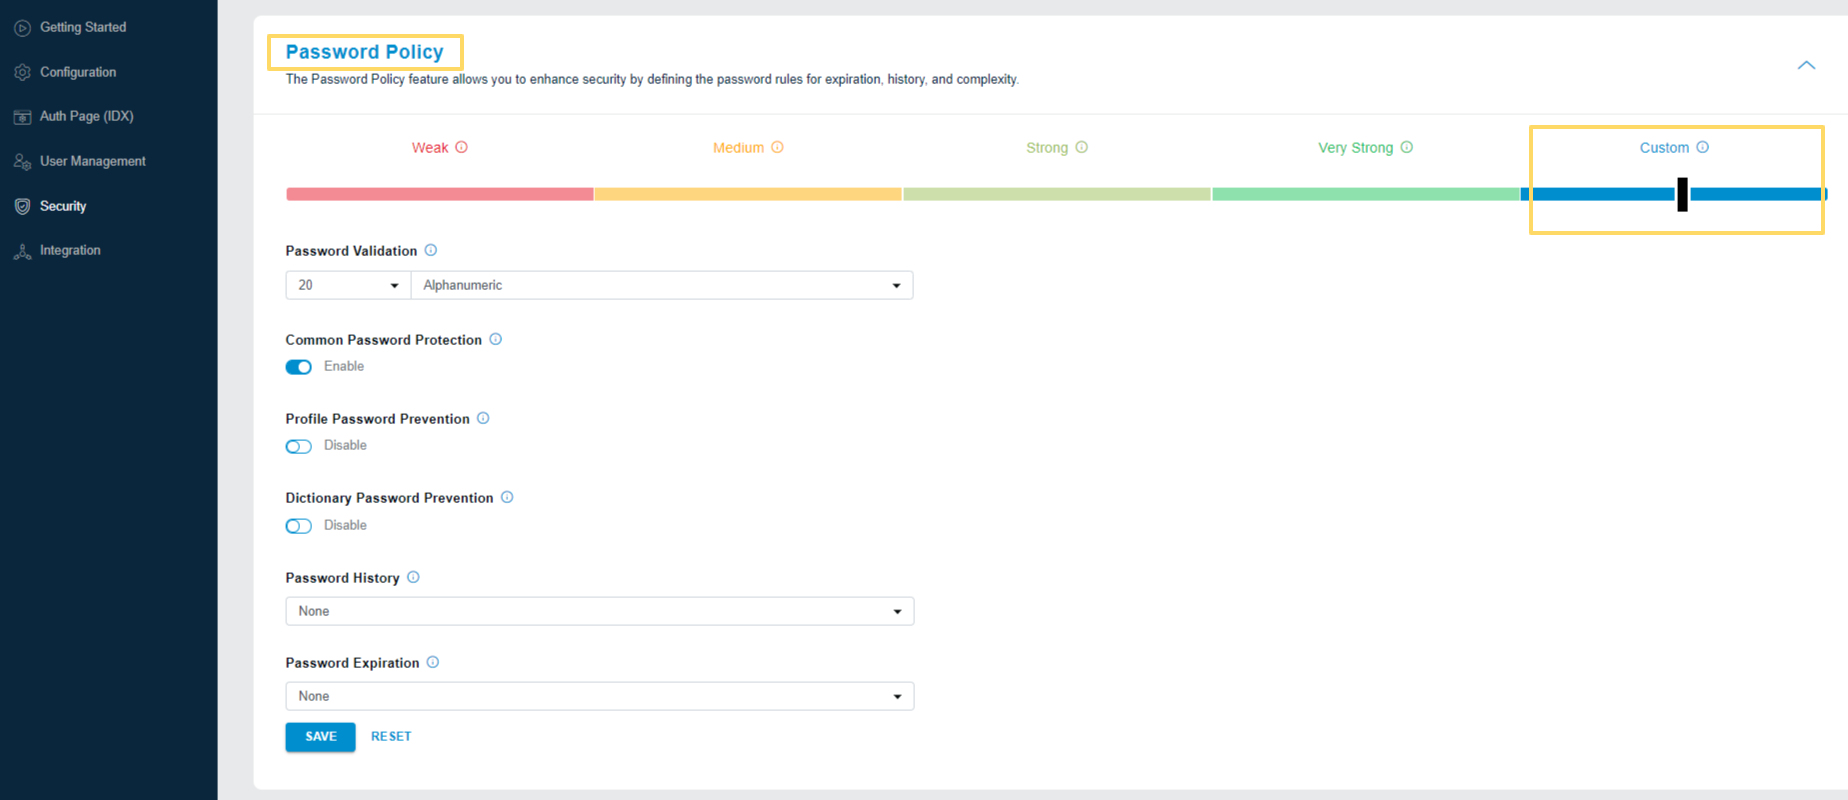 Getting Started
Configuration
Auth Page (IDX)
User Management
Security
Integration
Password Policy
The Password Policy feature allows you to enhance security by defining the password rules for expiration, history, and complexity.
Weak
Medium
Strong
Very Strong
Custom
Password Validation
20
Alphanumeric
Common Password Protection
Enable
Profile Password Prevention
Disable
Dictionary Password Prevention
Disable
Password History
None
Password Expiration
None
SAVE
RESET